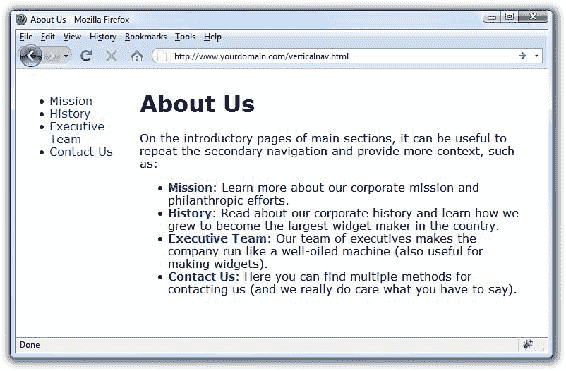 About Us - Mozilla Firefox
File Edit View History Bookmarks Tools Help
http://www.yourdomain.com/verticalnav.html
• Mission
• History
• Executive
Team
• Contact Us
About Us
On the introductory pages of main sections, it can be useful to
repeat the secondary navigation and provide more context, such
as:
• Mission: Learn more about our corporate mission and
philanthropic efforts.
• History: Read about our corporate history and learn how we
grew to become the largest widget maker in the country.
• Executive Team: Our team of executives makes the
company run like a well-oiled machine (also useful for
making widgets).
• Contact Us: Here you can find multiple methods for
contacting us (and we really do care what you have to say).
Done